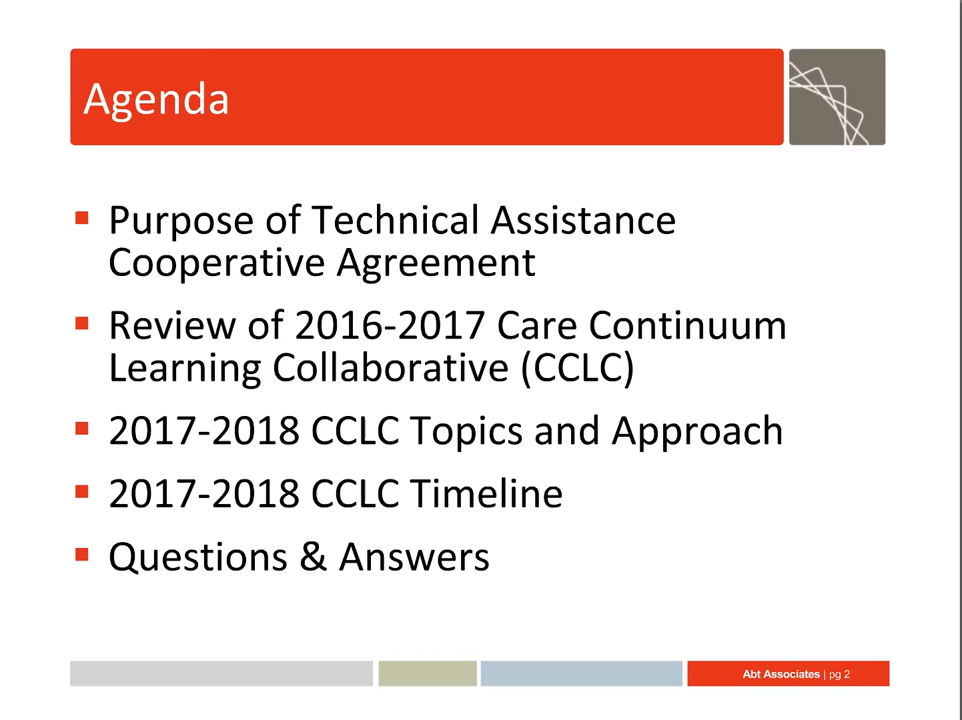 Agenda
▪ Purpose of Technical Assistance
Cooperative Agreement
▪ Review of 2016-2017 Care Continuum
Learning Collaborative (CCLC)
▪ 2017-2018 CCLC Topics and Approach
▪ 2017-2018 CCLC Timeline
▪ Questions & Answers
Abt Associates | pg 2